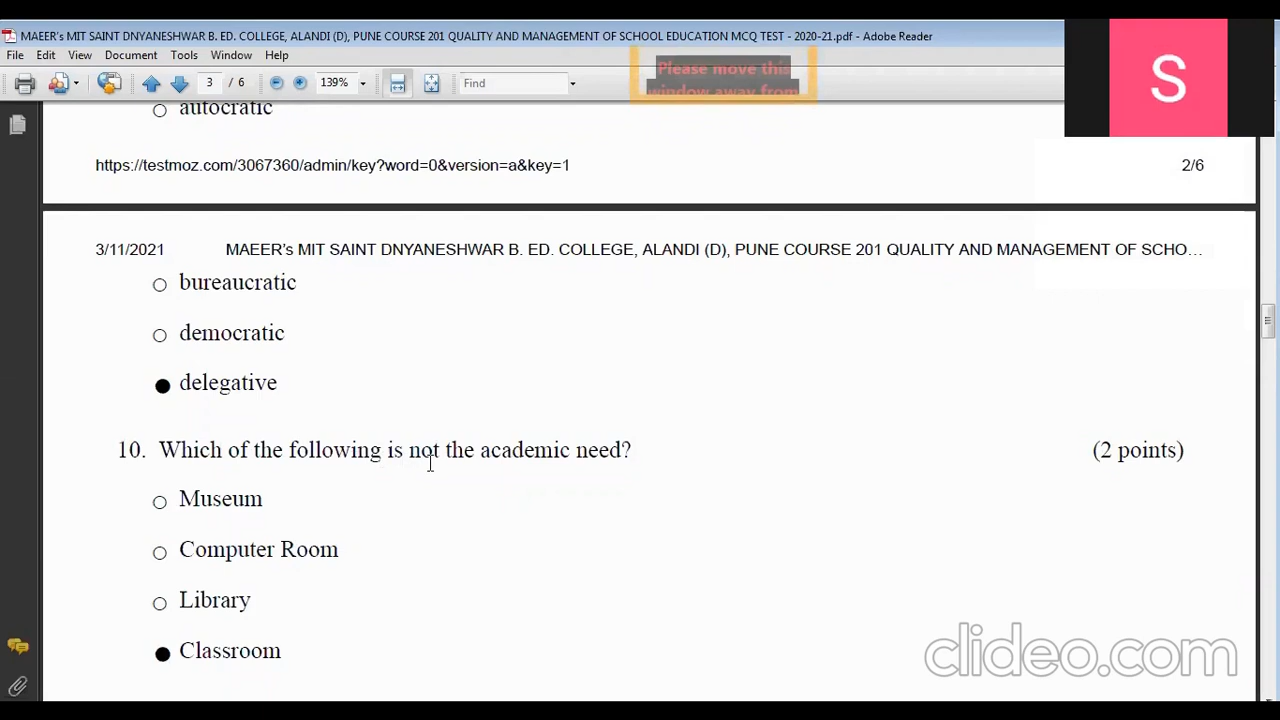 MAEER's MIT SAINT DNYANESHWAR B. ED. COLLEGE, ALANDI (D), PUNE COURSE 201 QUALITY AND MANAGEMENT OF SCHOOL EDUCATION MCQ TEST - 2020-21.pdf - Adobe Reader
File Edit View Document Tools Window Help
3 / 6 139% Find
Please move this
window away from
S
autocratic
https://testmoz.com/3067360/admin/key?word=0&version=a&key=1 2/6
3/11/2021 MAEER's MIT SAINT DNYANESHWAR B. ED. COLLEGE, ALANDI (D), PUNE COURSE 201 QUALITY AND MANAGEMENT OF SCHO…
bureaucratic
democratic
delegative
10. Which of the following is not the academic need? (2 points)
Museum
Computer Room
Library
Classroom
clideo.com